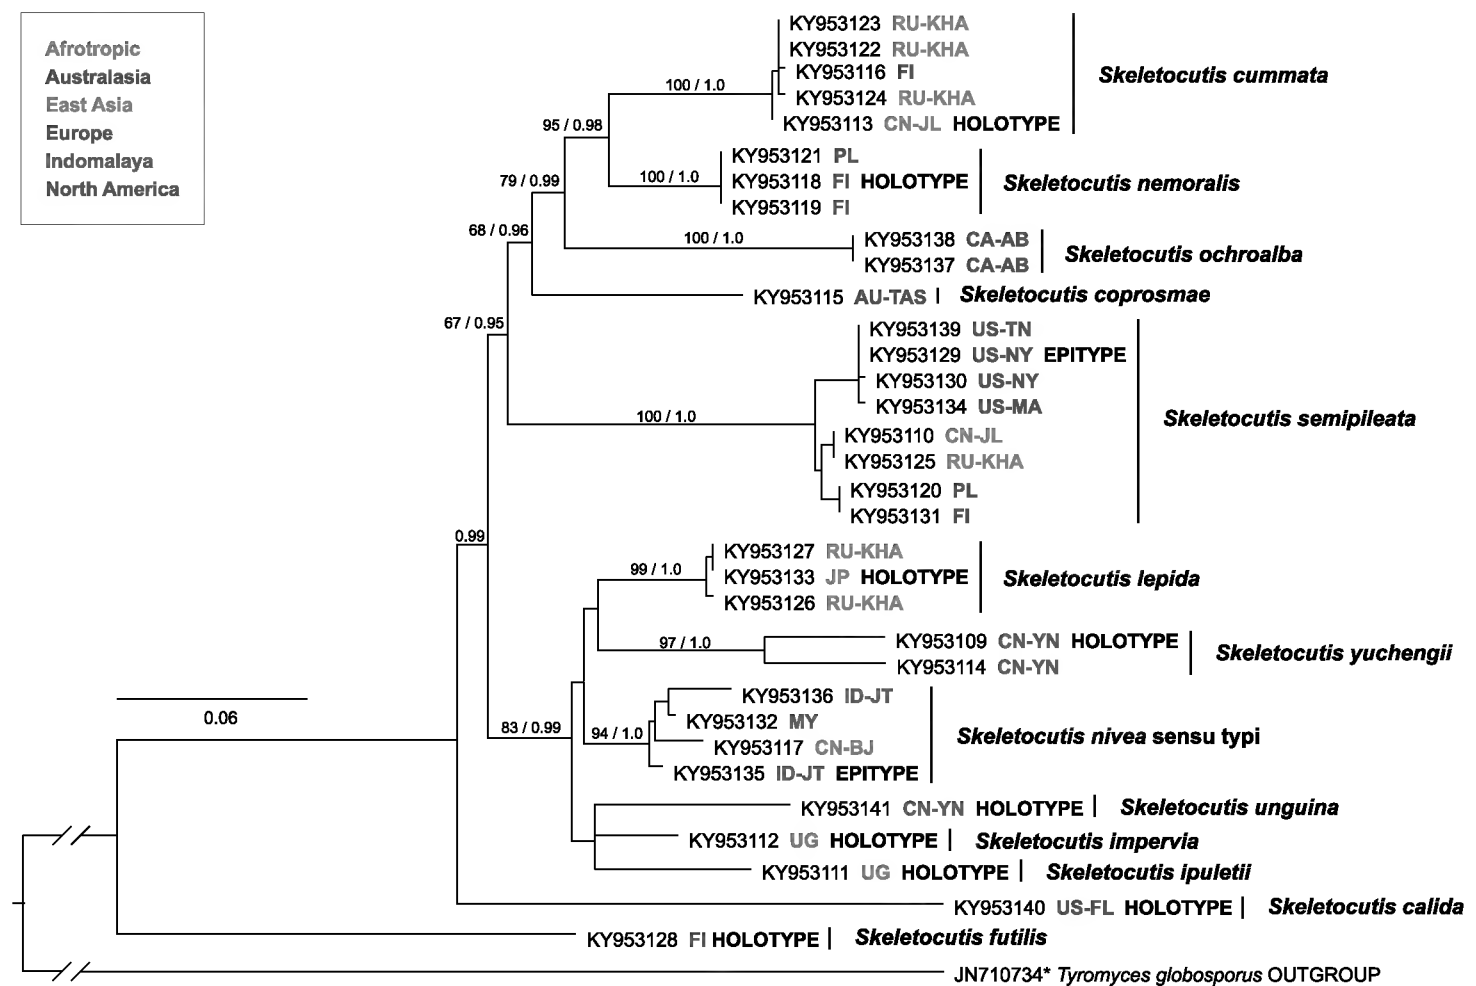 Afrotropic
Australasia
East Asia
Europe
Indomalaya
North America
KY953123 RU-KHA
KY953122 RU-KHA
KY953116 FI
KY953124 RU-KHA
KY953113 CN-JL HOLOTYPE
Skeletocutis cummata
100 / 1.0
95 / 0.98
KY953121 PL
KY953118 FI HOLOTYPE
KY953119 FI
Skeletocutis nemoralis
100 / 1.0
79 / 0.99
68 / 0.96
100 / 1.0
KY953138 CA-AB
KY953137 CA-AB
Skeletocutis ochroalba
KY953115 AU-TAS
Skeletocutis coprosmae
67 / 0.95
KY953139 US-TN
KY953129 US-NY EPITYPE
KY953130 US-NY
KY953134 US-MA
KY953110 CN-JL
KY953125 RU-KHA
KY953120 PL
KY953131 FI
Skeletocutis semipileata
100 / 1.0
0.99
KY953127 RU-KHA
KY953133 JP HOLOTYPE
KY953126 RU-KHA
Skeletocutis lepida
99 / 1.0
97 / 1.0
KY953109 CN-YN HOLOTYPE
KY953114 CN-YN
Skeletocutis yuchengii
0.06
83 / 0.99
94 / 1.0
KY953136 ID-JT
KY953132 MY
KY953117 CN-BJ
KY953135 ID-JT EPITYPE
Skeletocutis nivea sensu typi
KY953141 CN-YN HOLOTYPE
Skeletocutis unguina
KY953112 UG HOLOTYPE
Skeletocutis impervia
KY953111 UG HOLOTYPE
Skeletocutis ipuletii
KY953140 US-FL HOLOTYPE
Skeletocutis calida
KY953128 FI HOLOTYPE
Skeletocutis futilis
JN710734* Tyromyces globosporus OUTGROUP